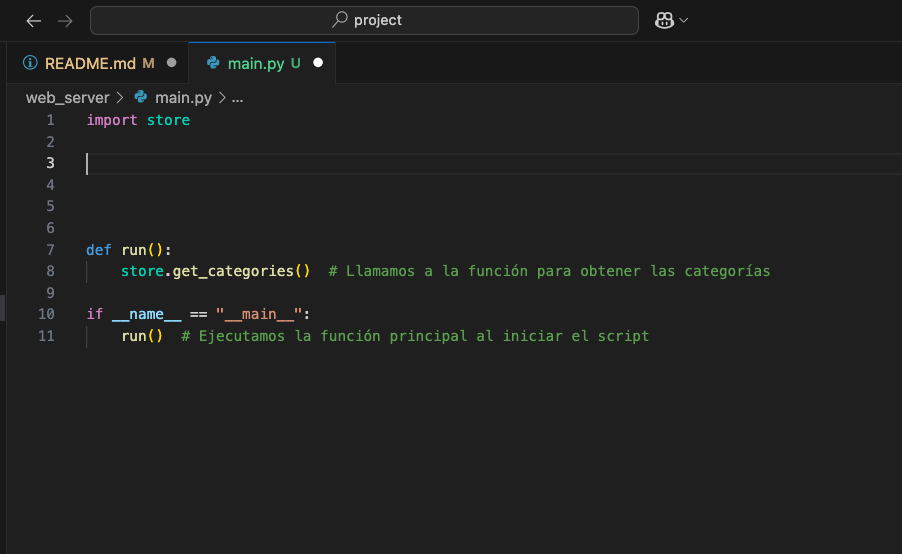 project
README.md M
main.py U
web_server > main.py > ...
1 import store
2
3
4
5
6
7 def run():
8 store.get_categories() # Llamamos a la función para obtener las categorías
9
10 if __name__ == "__main__":
11 run() # Ejecutamos la función principal al iniciar el script